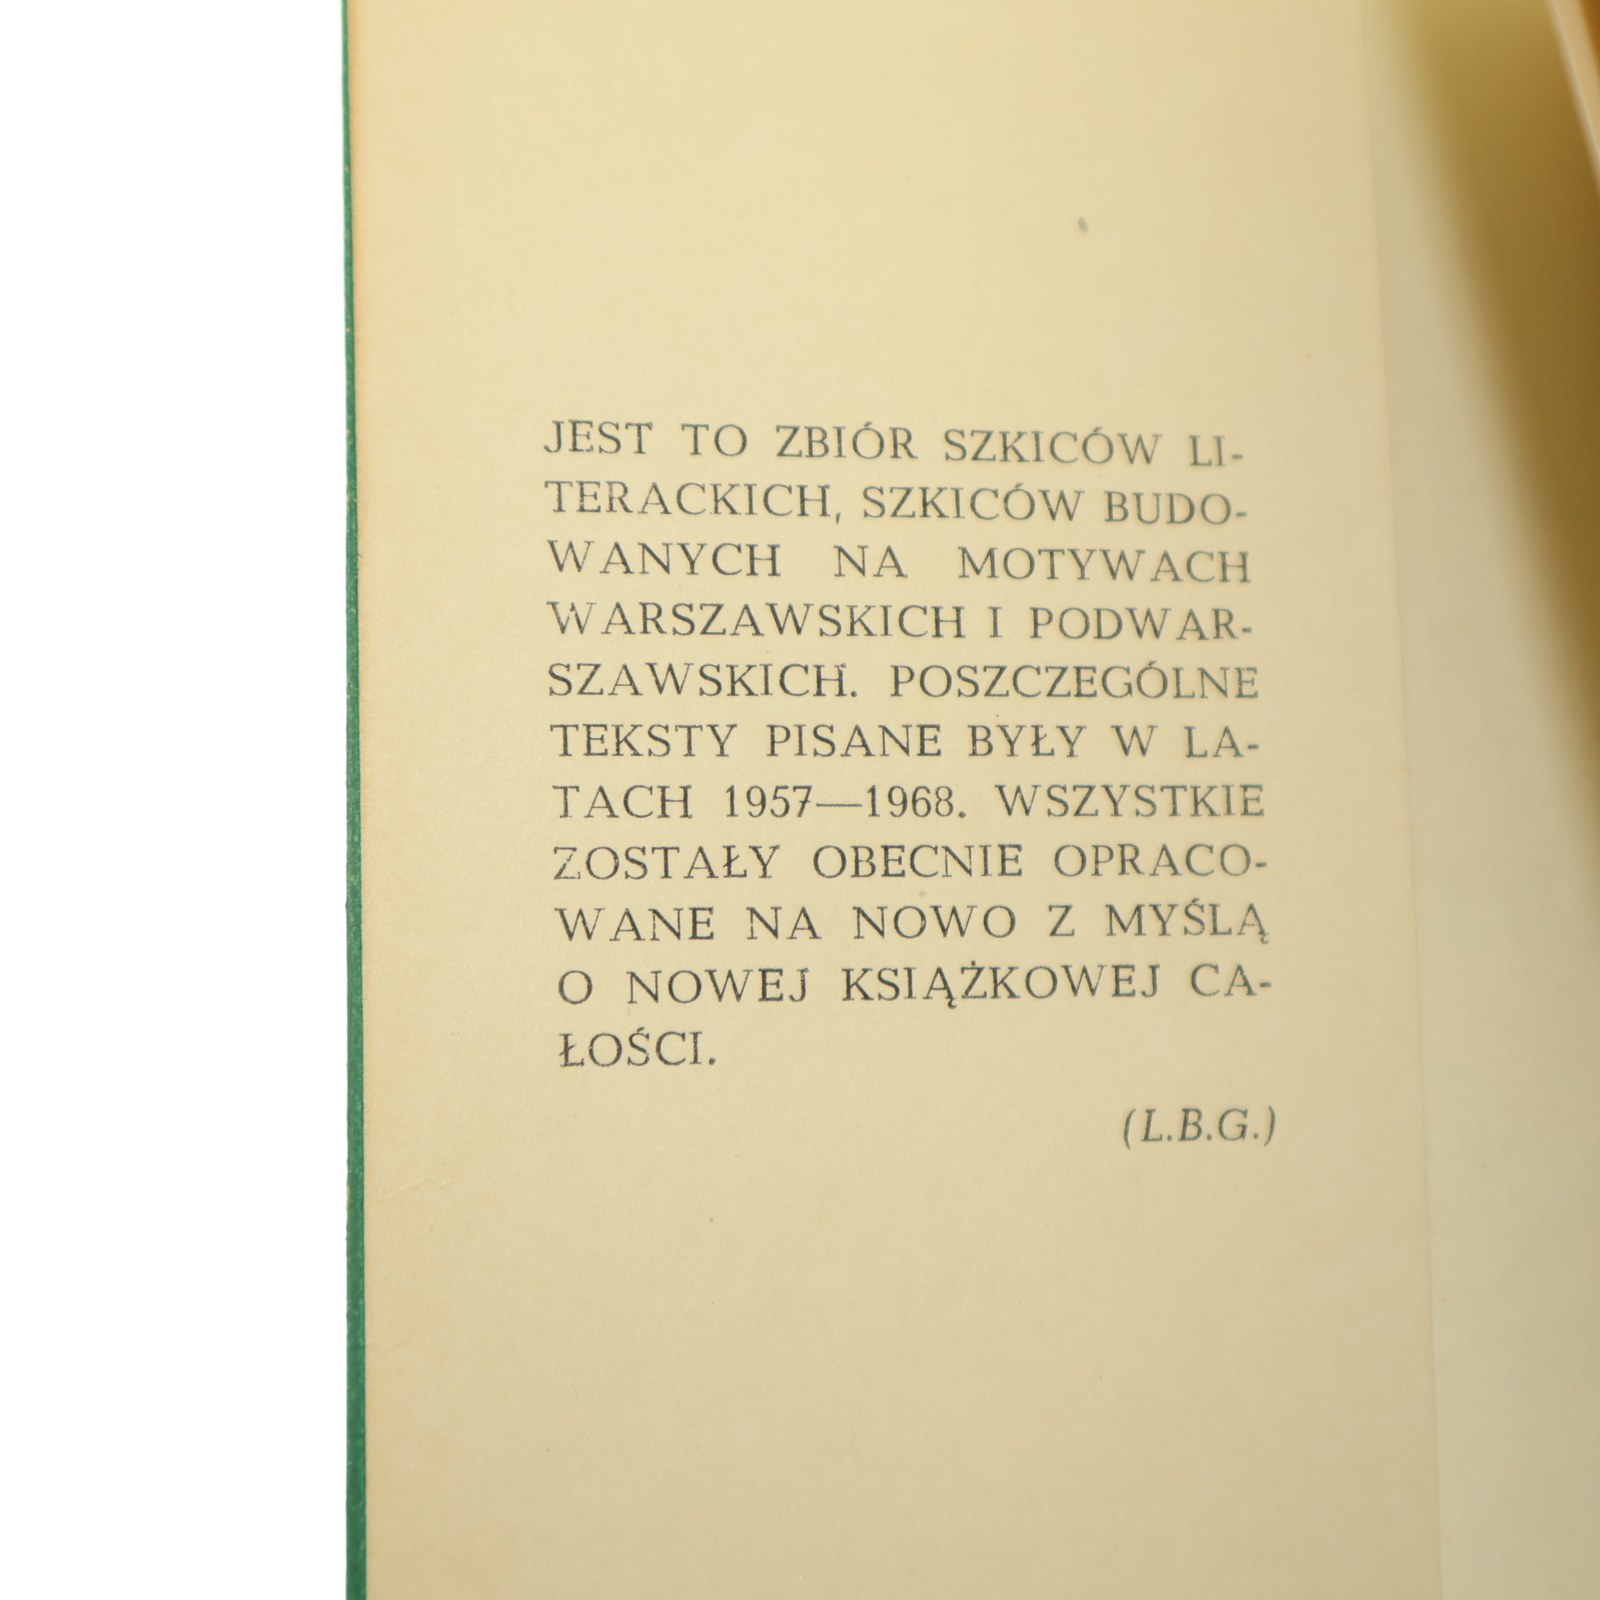 JEST TO ZBIÓR SZKICÓW LI-
TERACKICH, SZKICÓW BUDO-
WANYCH NA MOTYWACH
WARSZAWSKICH I PODWAR-
SZAWSKICH. POSZCZEGÓLNE
TEKSTY PISANE BYŁY W LA-
TACH 1957—1968. WSZYSTKIE
ZOSTAŁY OBECNIE OPRACO-
WANE NA NOWO Z MYŚLĄ
O NOWEJ KSIĄŻKOWEJ CA-
ŁOŚCI.
(L.B.G.)